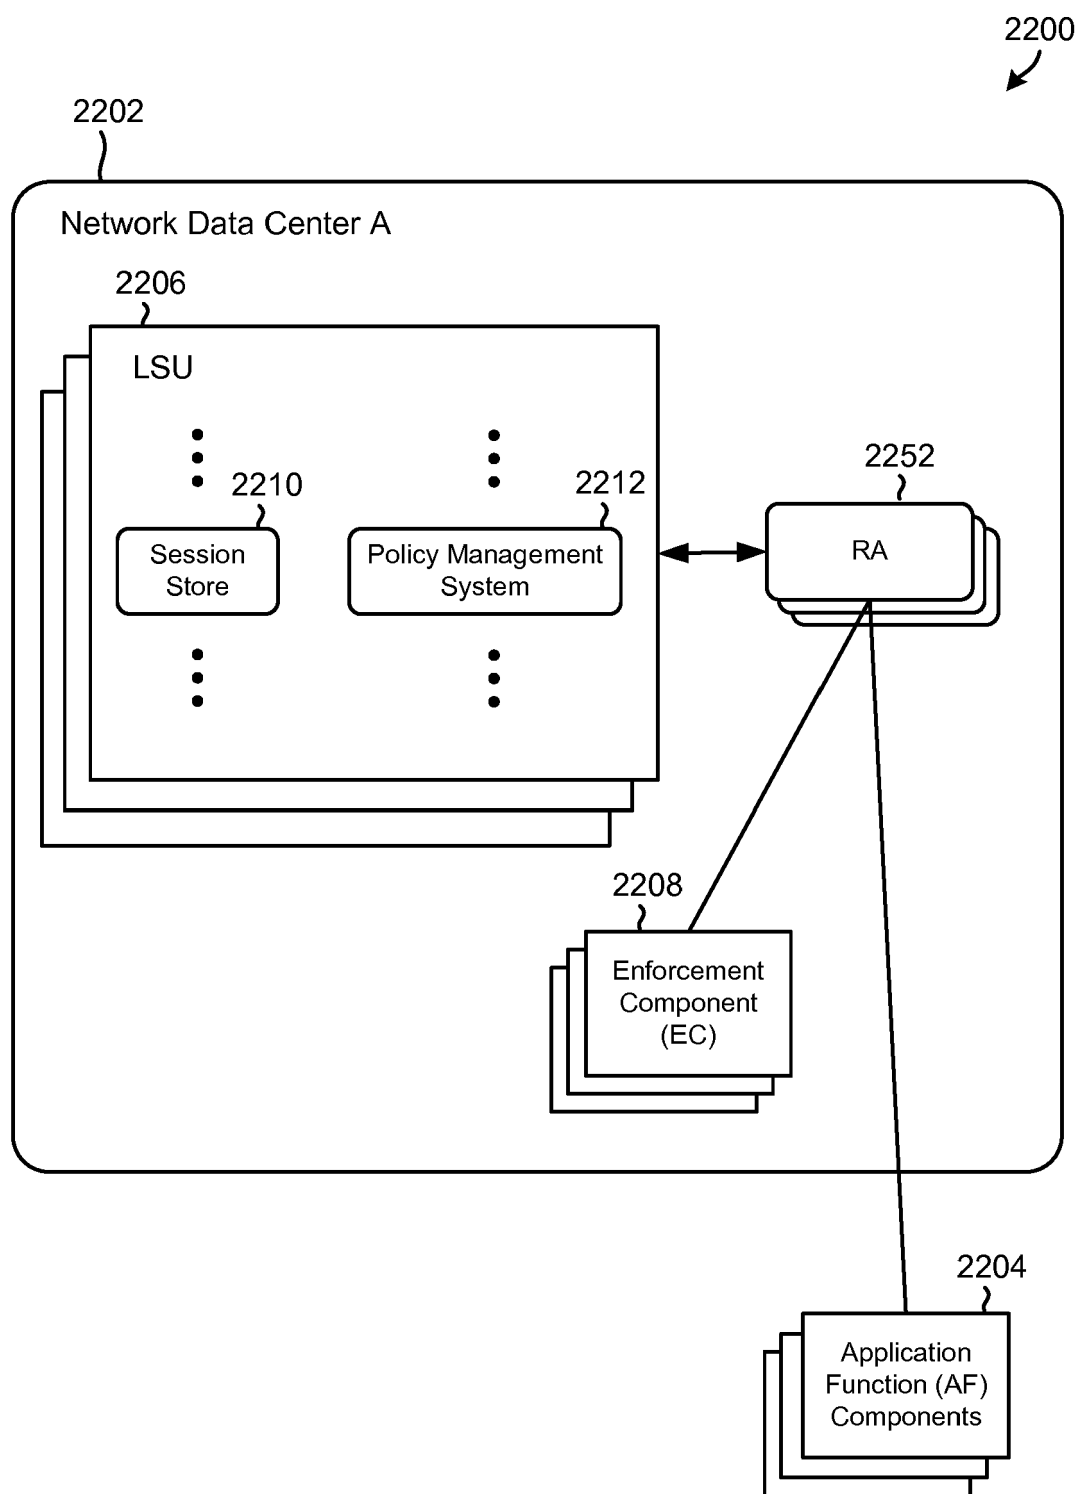 2200
2202
Network Data Center A
2206
LSU
2252
2210
2212
Session
Store
Policy Management
System
RA
2208
Enforcement
Component
(EC)
2204
Application
Function (AF)
Components